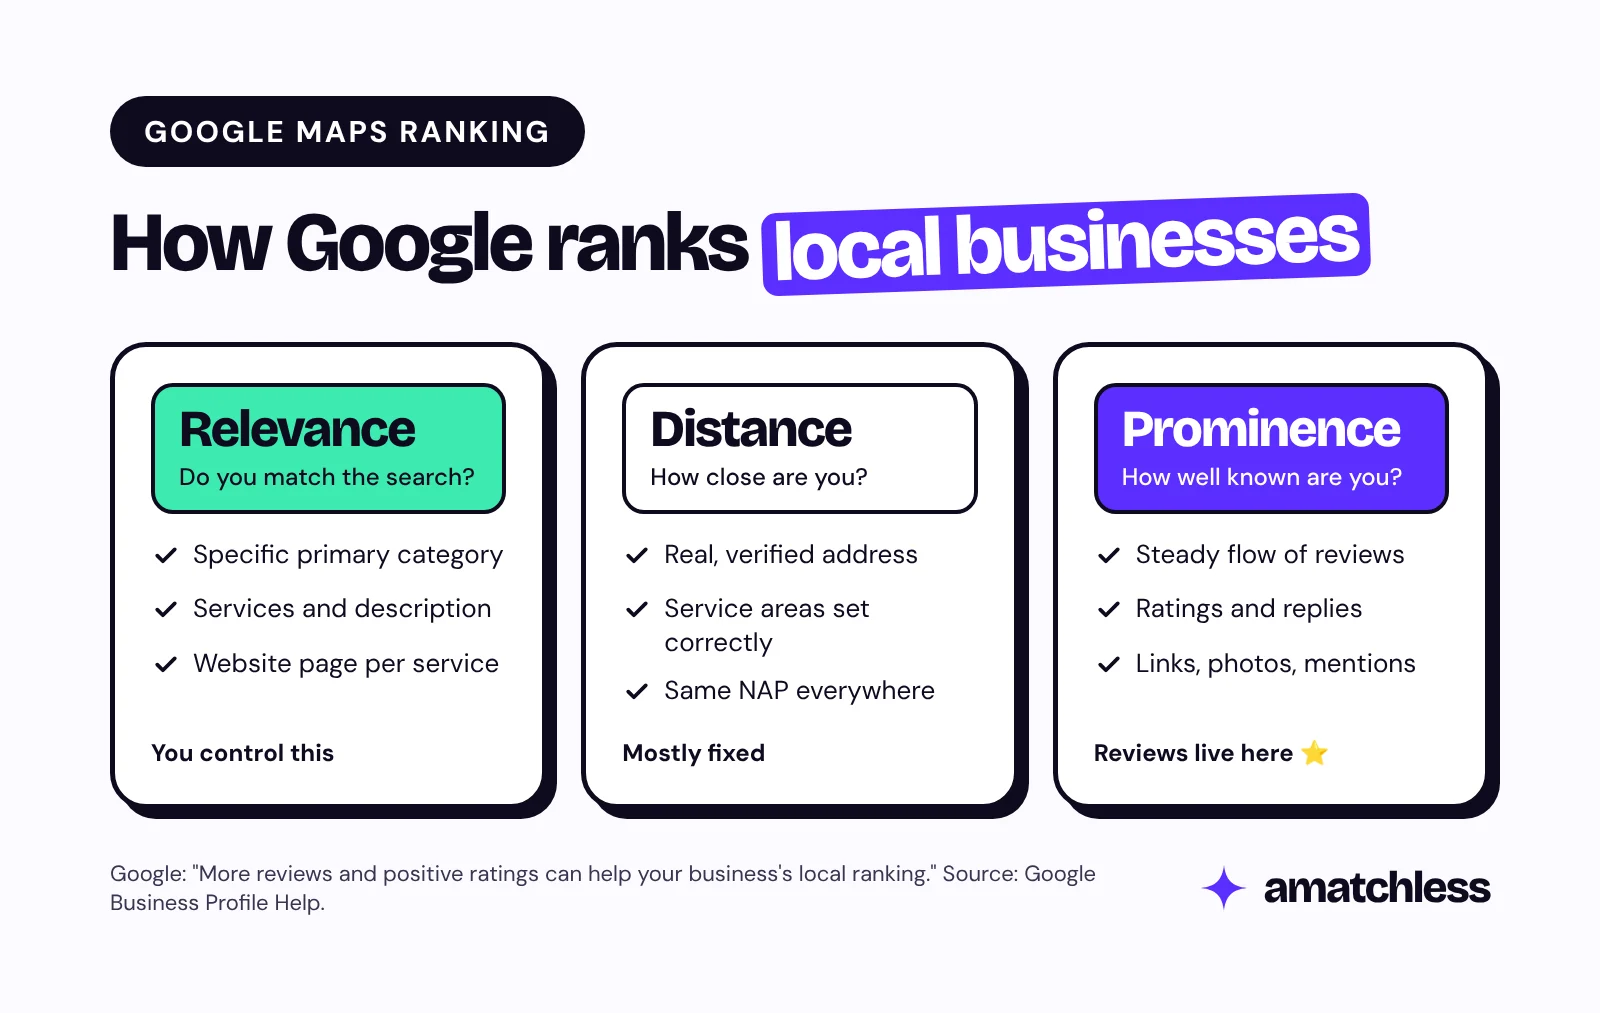 GOOGLE MAPS RANKING
How Google ranks local businesses
Relevance
Do you match the search?
Specific primary category
Services and description
Website page per service
You control this
Distance
How close are you?
Real, verified address
Service areas set
correctly
Same NAP everywhere
Mostly fixed
Prominence
How well known are you?
Steady flow of reviews
Ratings and replies
Links, photos, mentions
Reviews live here ⭐
Google: "More reviews and positive ratings can help your business's local ranking." Source: Google
Business Profile Help.
amatchless